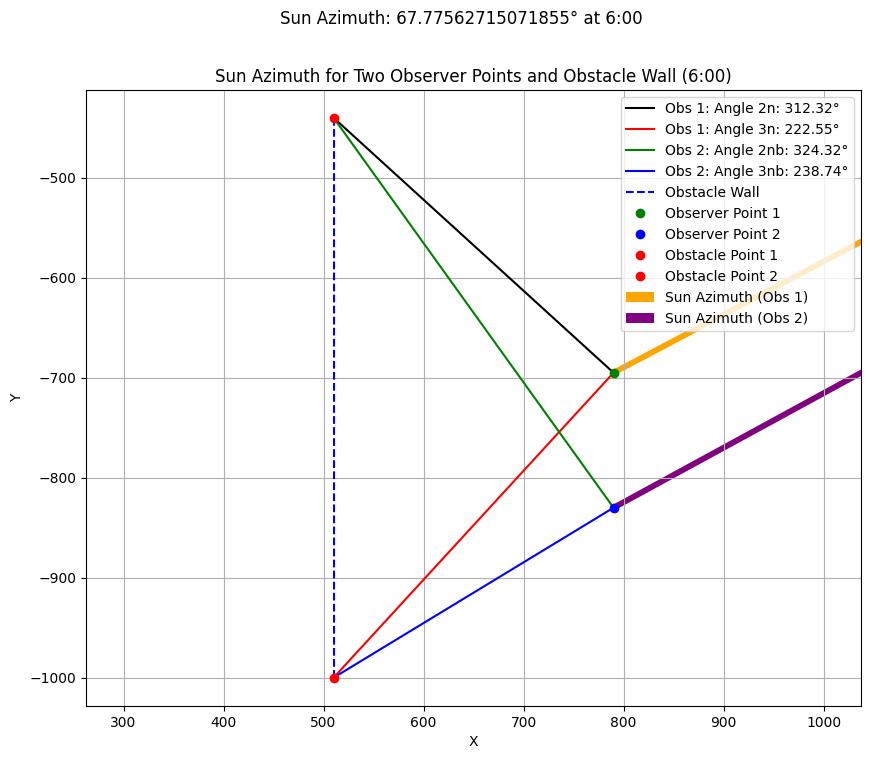 Sun Azimuth: 67.77562715071855° at 6:00
Sun Azimuth for Two Observer Points and Obstacle Wall (6:00)
Obs 1: Angle 2n: 312.32°
Obs 1: Angle 3n: 222.55°
Obs 2: Angle 2nb: 324.32°
Obs 2: Angle 3nb: 238.74°
Obstacle Wall
Observer Point 1
Observer Point 2
Obstacle Point 1
Obstacle Point 2
Sun Azimuth (Obs 1)
Sun Azimuth (Obs 2)
Y
−500
−600
−700
−800
−900
−1000
300 400 500 600 700 800 900 1000
X